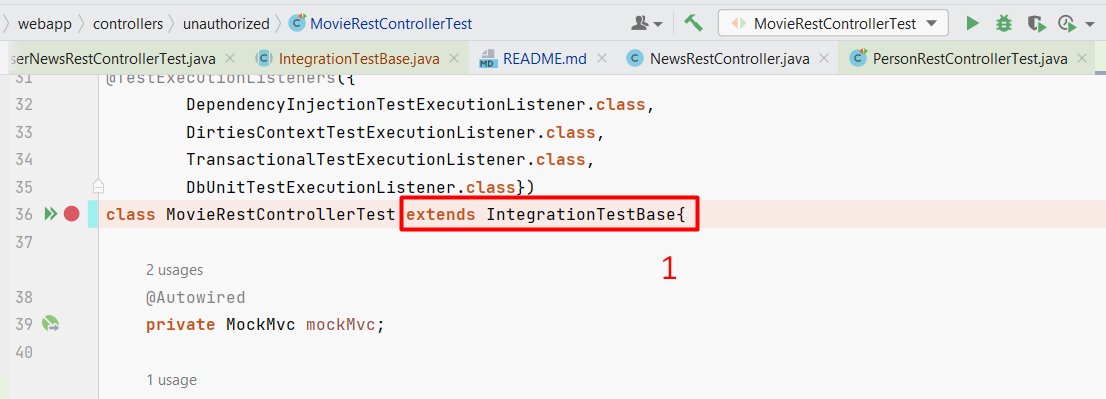 webapp controllers unauthorized MovieRestControllerTest MovieRestControllerTest
serNewsRestControllerTest.java IntegrationTestBase.java README.md NewsRestController.java PersonRestControllerTest.java
31 @TestExecutionListeners({
32 DependencyInjectionTestExecutionListener.class,
33 DirtiesContextTestExecutionListener.class,
34 TransactionalTestExecutionListener.class,
35 DbUnitTestExecutionListener.class})
36 class MovieRestControllerTest extends IntegrationTestBase{
37
1
2 usages
38 @Autowired
39 private MockMvc mockMvc;
40
1 usage